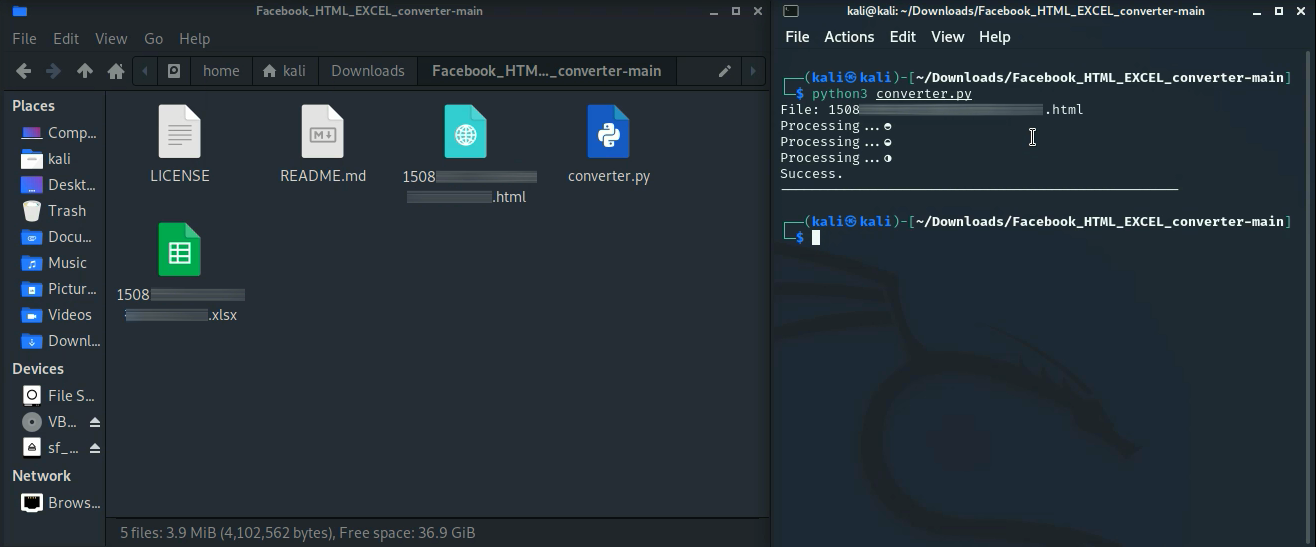 Facebook_HTML_EXCEL_converter-main
File Edit View Go Help
home kali Downloads Facebook_HTM..._converter-main
Places
Comp...
kali
Deskt...
Trash
Docu...
Music
Pictur...
Videos
Downl...
Devices
File S...
VB...
sf_...
Network
Brows...
LICENSE
README.md
1508
.html
converter.py
1508
.xlsx
5 files: 3.9 MiB (4,102,562 bytes), Free space: 36.9 GiB
kali@kali: ~/Downloads/Facebook_HTML_EXCEL_converter-main
File Actions Edit View Help
┌──(kali㉿kali)-[~/Downloads/Facebook_HTML_EXCEL_converter-main]
└─$ python3 converter.py
File: 1508 .html
Processing...◓
Processing...◒
Processing...◑
Success.
┌──(kali㉿kali)-[~/Downloads/Facebook_HTML_EXCEL_converter-main]
└─$